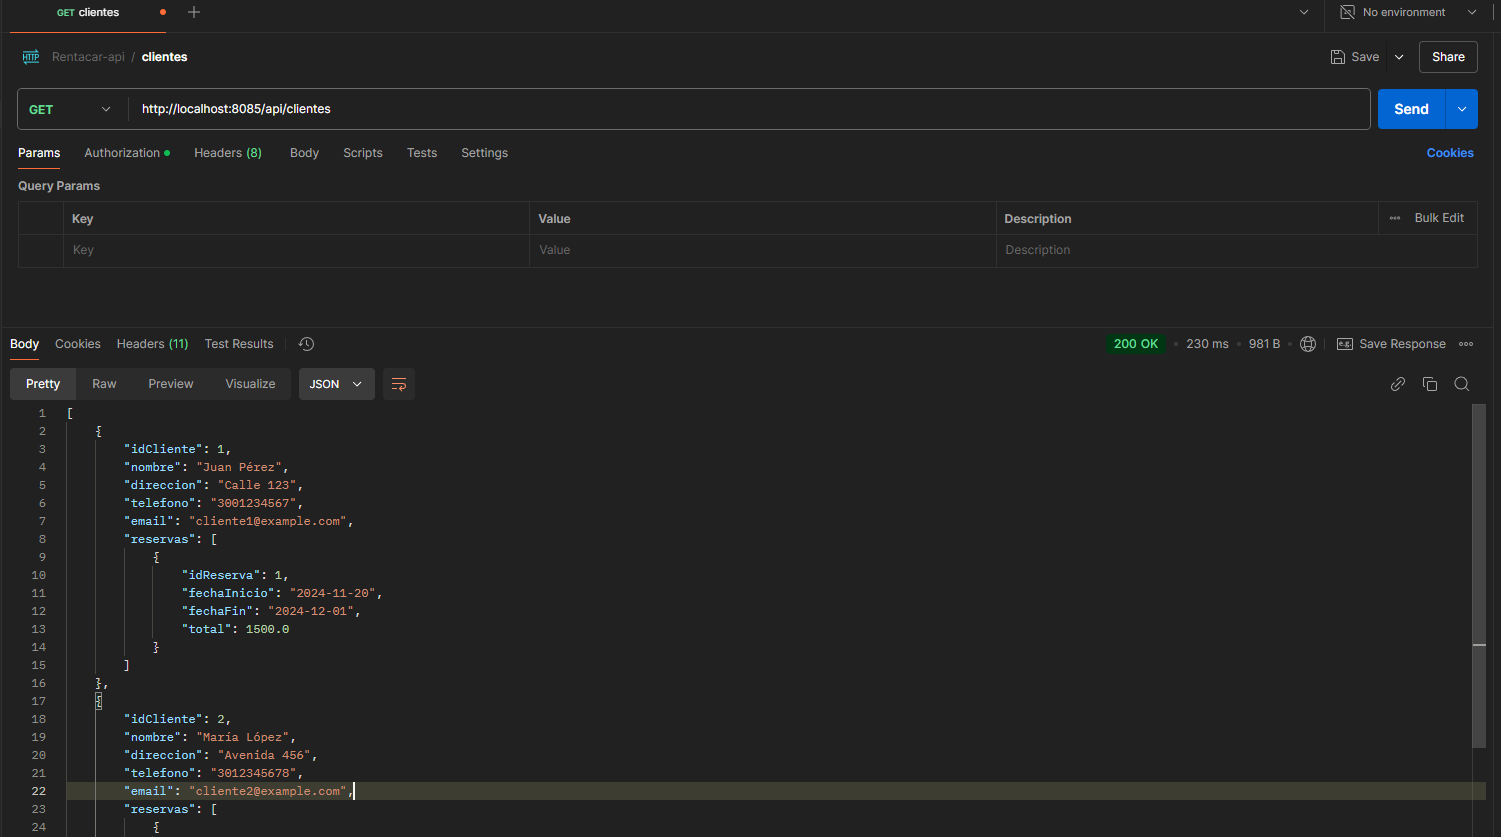 GET clientes
No environment
Rentacar-api / clientes
Save
Share
GET
http://localhost:8085/api/clientes
Send
Params
Authorization
Headers (8)
Body
Scripts
Tests
Settings
Cookies
Query Params
Key
Value
Description
Bulk Edit
Key
Value
Description
Body
Cookies
Headers (11)
Test Results
200 OK
230 ms
981 B
e.g.
Save Response
Pretty
Raw
Preview
Visualize
JSON
1 [
2 {
3 "idCliente": 1,
4 "nombre": "Juan Pérez",
5 "direccion": "Calle 123",
6 "telefono": "3001234567",
7 "email": "cliente1@example.com",
8 "reservas": [
9 {
10 "idReserva": 1,
11 "fechaInicio": "2024-11-20",
12 "fechaFin": "2024-12-01",
13 "total": 1500.0
14 }
15 ]
16 },
17 {
18 "idCliente": 2,
19 "nombre": "María López",
20 "direccion": "Avenida 456",
21 "telefono": "3012345678",
22 "email": "cliente2@example.com",
23 "reservas": [
24 {